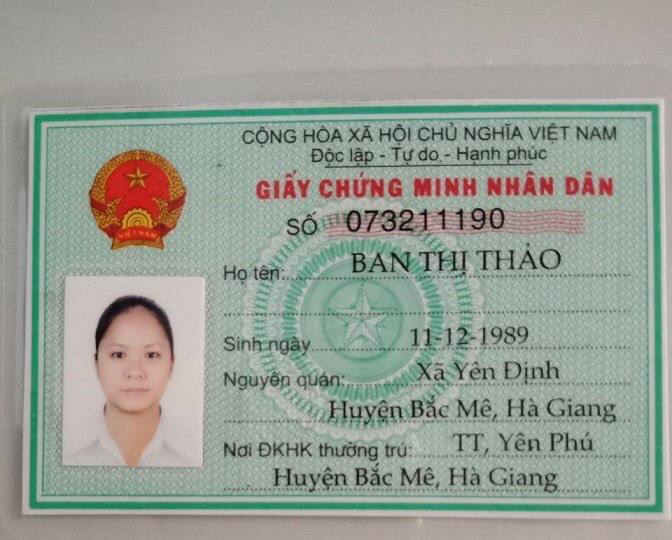 CỘNG HÒA XÃ HỘI CHỦ NGHĨA VIỆT NAM
Độc lập - Tự do - Hạnh phúc
GIẤY CHỨNG MINH NHÂN DÂN
SỐ 073211190
VIỆT NAM
Họ tên: BAN THỊ THẢO
Sinh ngày 11-12-1989
Nguyên quán: Xã Yên Định
Huyện Bắc Mê, Hà Giang
Nơi ĐKHK thường trú: TT, Yên Phú
Huyện Bắc Mê, Hà Giang